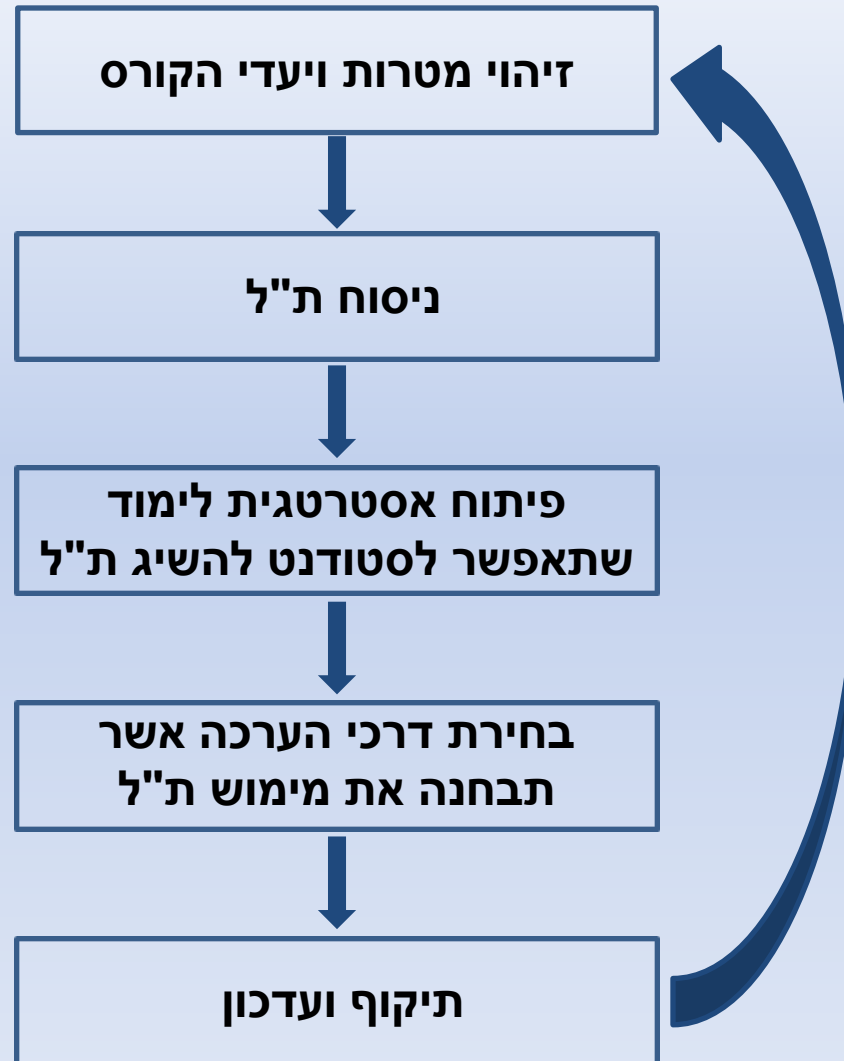 זיהוי מטרות ויעדי הקורס
ניסוח ת"ל
פיתוח אסטרטגית לימוד
שתאפשר לסטודנט להשיג ת"ל
בחירת דרכי הערכה אשר
תבחנה את מימוש ת"ל
תיקוף ועדכון